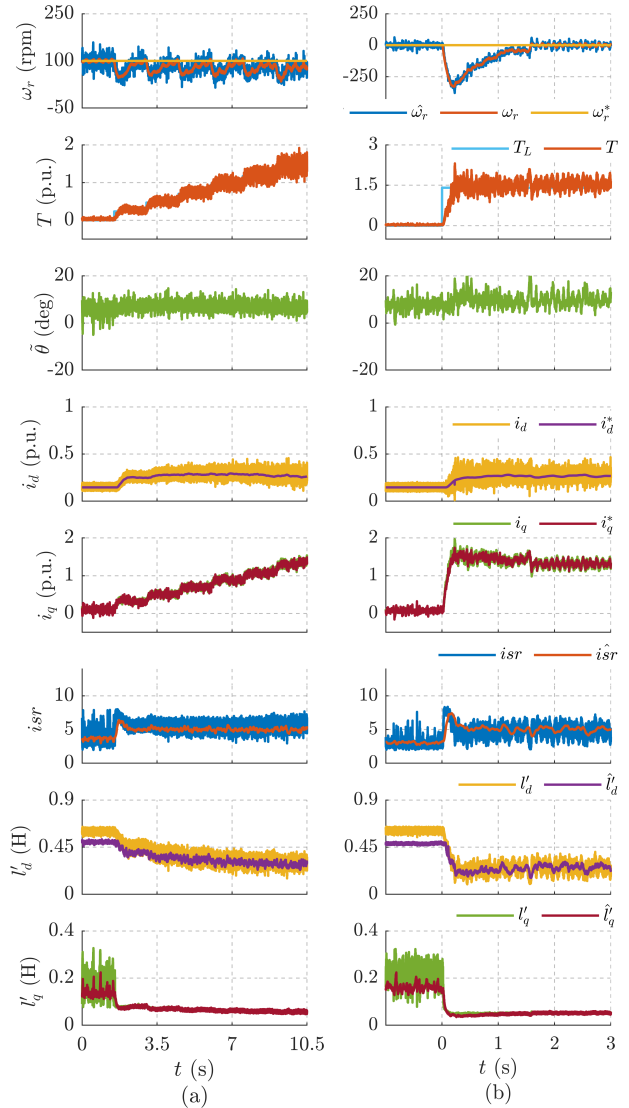 ω_r (rpm)
100
-50
0
-250
ω̂_r ω_r ω_r^*
T (p.u.)
2
1
0
3
1.5
0
T_L T
θ̃ (deg)
20
0
-20
20
0
-20
i_d (p.u.)
1
0.5
0
1
0.5
0
i_d i_d^*
i_q (p.u.)
2
1
0
2
1
0
i_q i_q^*
isr
10
5
0
10
5
0
isr isr̂
l′_d (H)
0.9
0.45
0
0.9
0.45
0
l′_d l̂′_d
l′_q (H)
0.4
0.2
0
0.4
0.2
0
l′_q l̂′_q
0 3.5 7 10.5
0 1 2 3
t (s)
t (s)
(a)
(b)